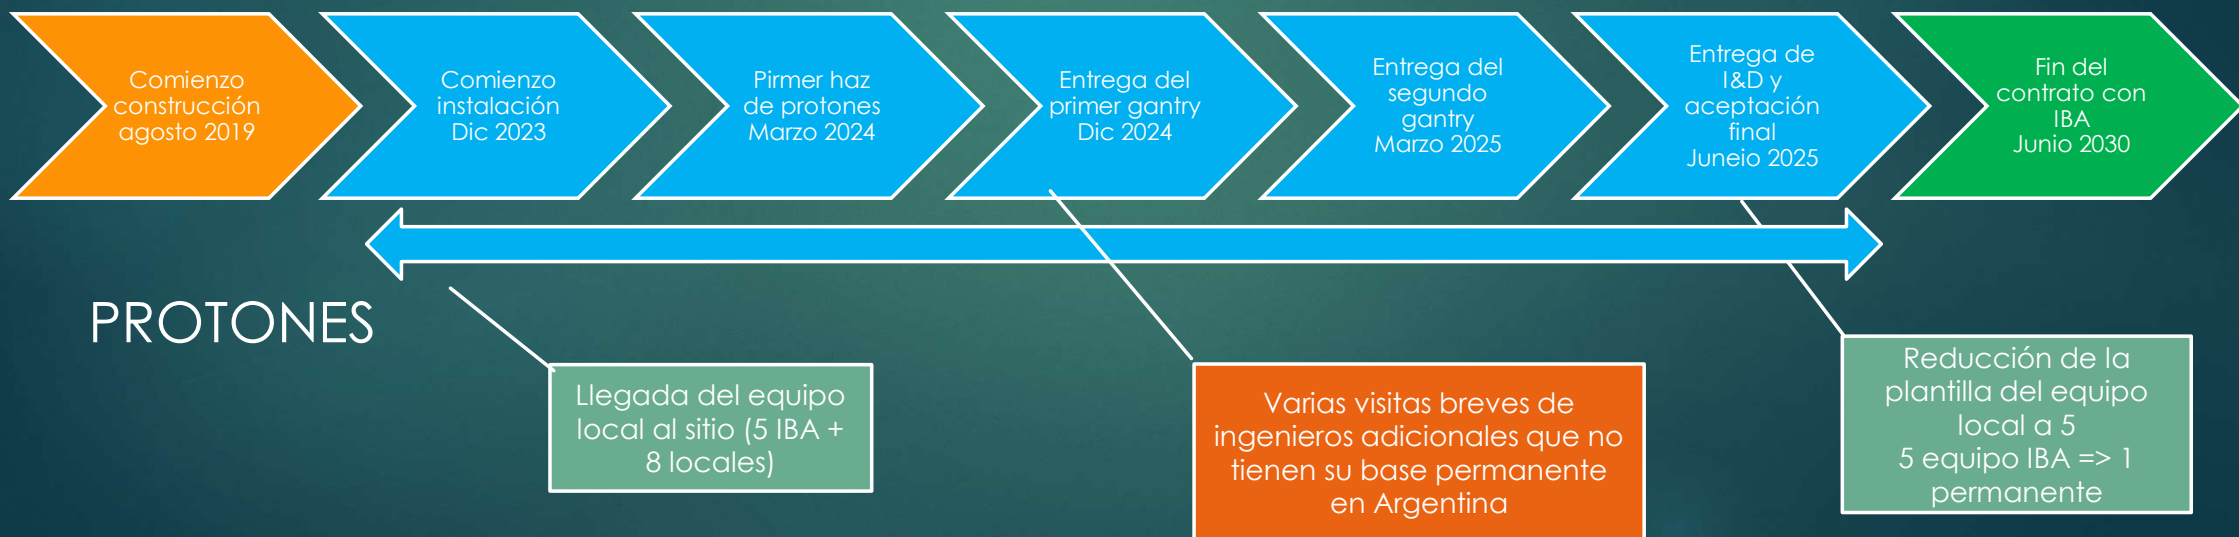 Comienzo
construcción
agosto 2019
Comienzo
instalación
Dic 2023
Pirmer haz
de protones
Marzo 2024
Entrega del
primer gantry
Dic 2024
Entrega del
segundo
gantry
Marzo 2025
Entrega de
I&D y
aceptación
final
Juneio 2025
Fin del
contrato con
IBA
Junio 2030
PROTONES
Llegada del equipo
local al sitio (5 IBA +
8 locales)
Varias visitas breves de
ingenieros adicionales que no
tienen su base permanente
en Argentina
Reducción de la
plantilla del equipo
local a 5
5 equipo IBA => 1
permanente